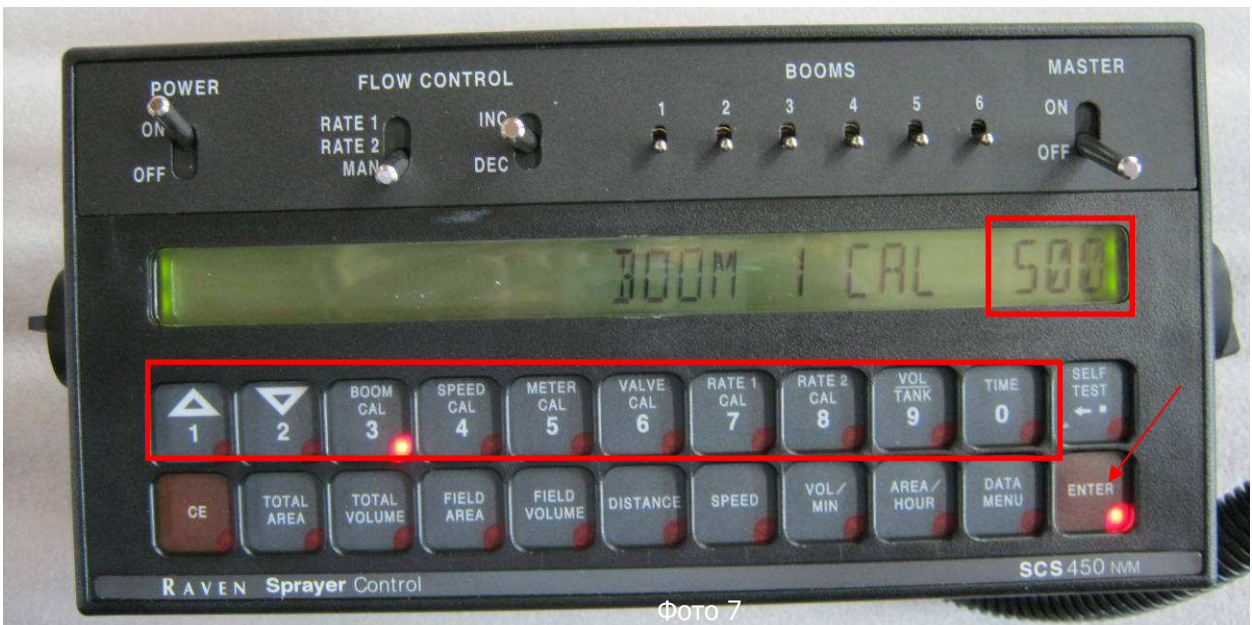 POWER FLOW CONTROL BOOMS MASTER
ON RATE 1 INC 1 2 3 4 5 6 ON
RATE 2
OFF MAN DEC OFF
BOOM 1 CAL 500
1 2 BOOM CAL 3 SPEED CAL 4 METER CAL 5 VALVE CAL 6 RATE 1 CAL 7 RATE 2 CAL 8 VOL TANK 9 TIME 0 SELF TEST
CE TOTAL AREA TOTAL VOLUME FIELD AREA FIELD VOLUME DISTANCE SPEED VOL/ MIN AREA/ HOUR DATA MENU ENTER
RAVEN Sprayer Control SCS 450 NVM
Фото 7